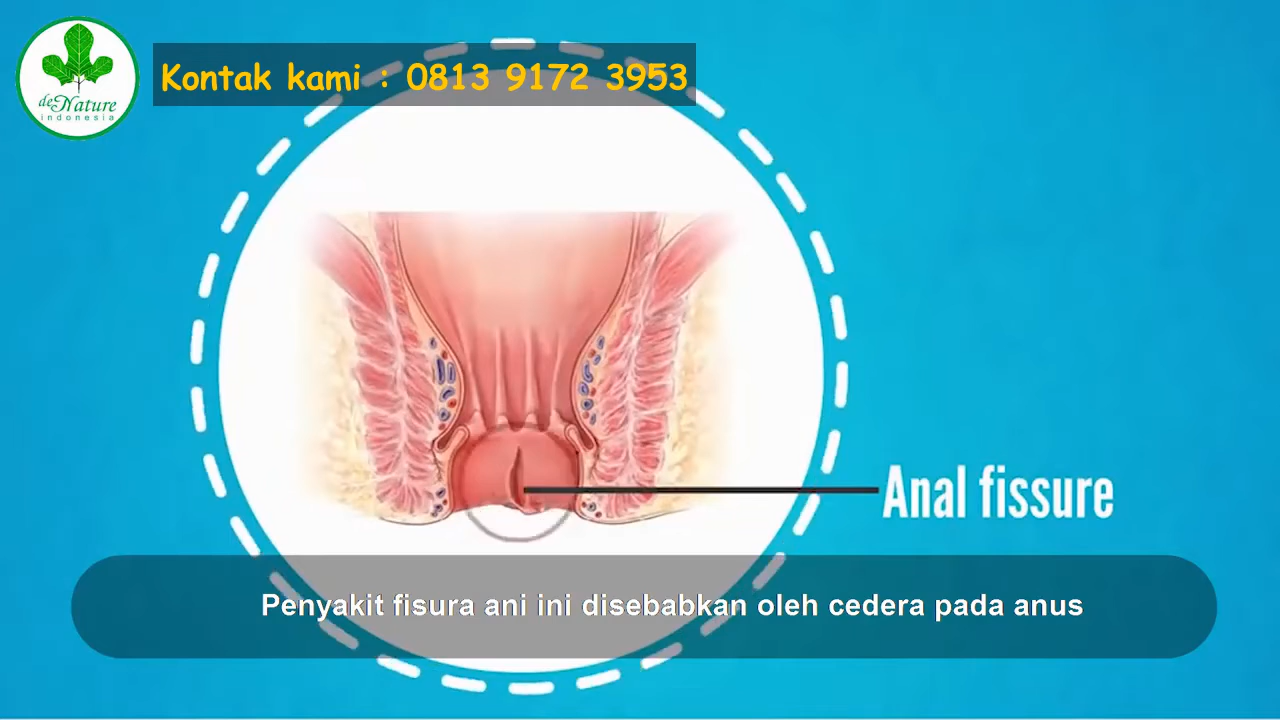 deNature
indonesia
Kontak kami : 0813 9172 3953
Anal fissure
Penyakit fisura ani ini disebabkan oleh cedera pada anus